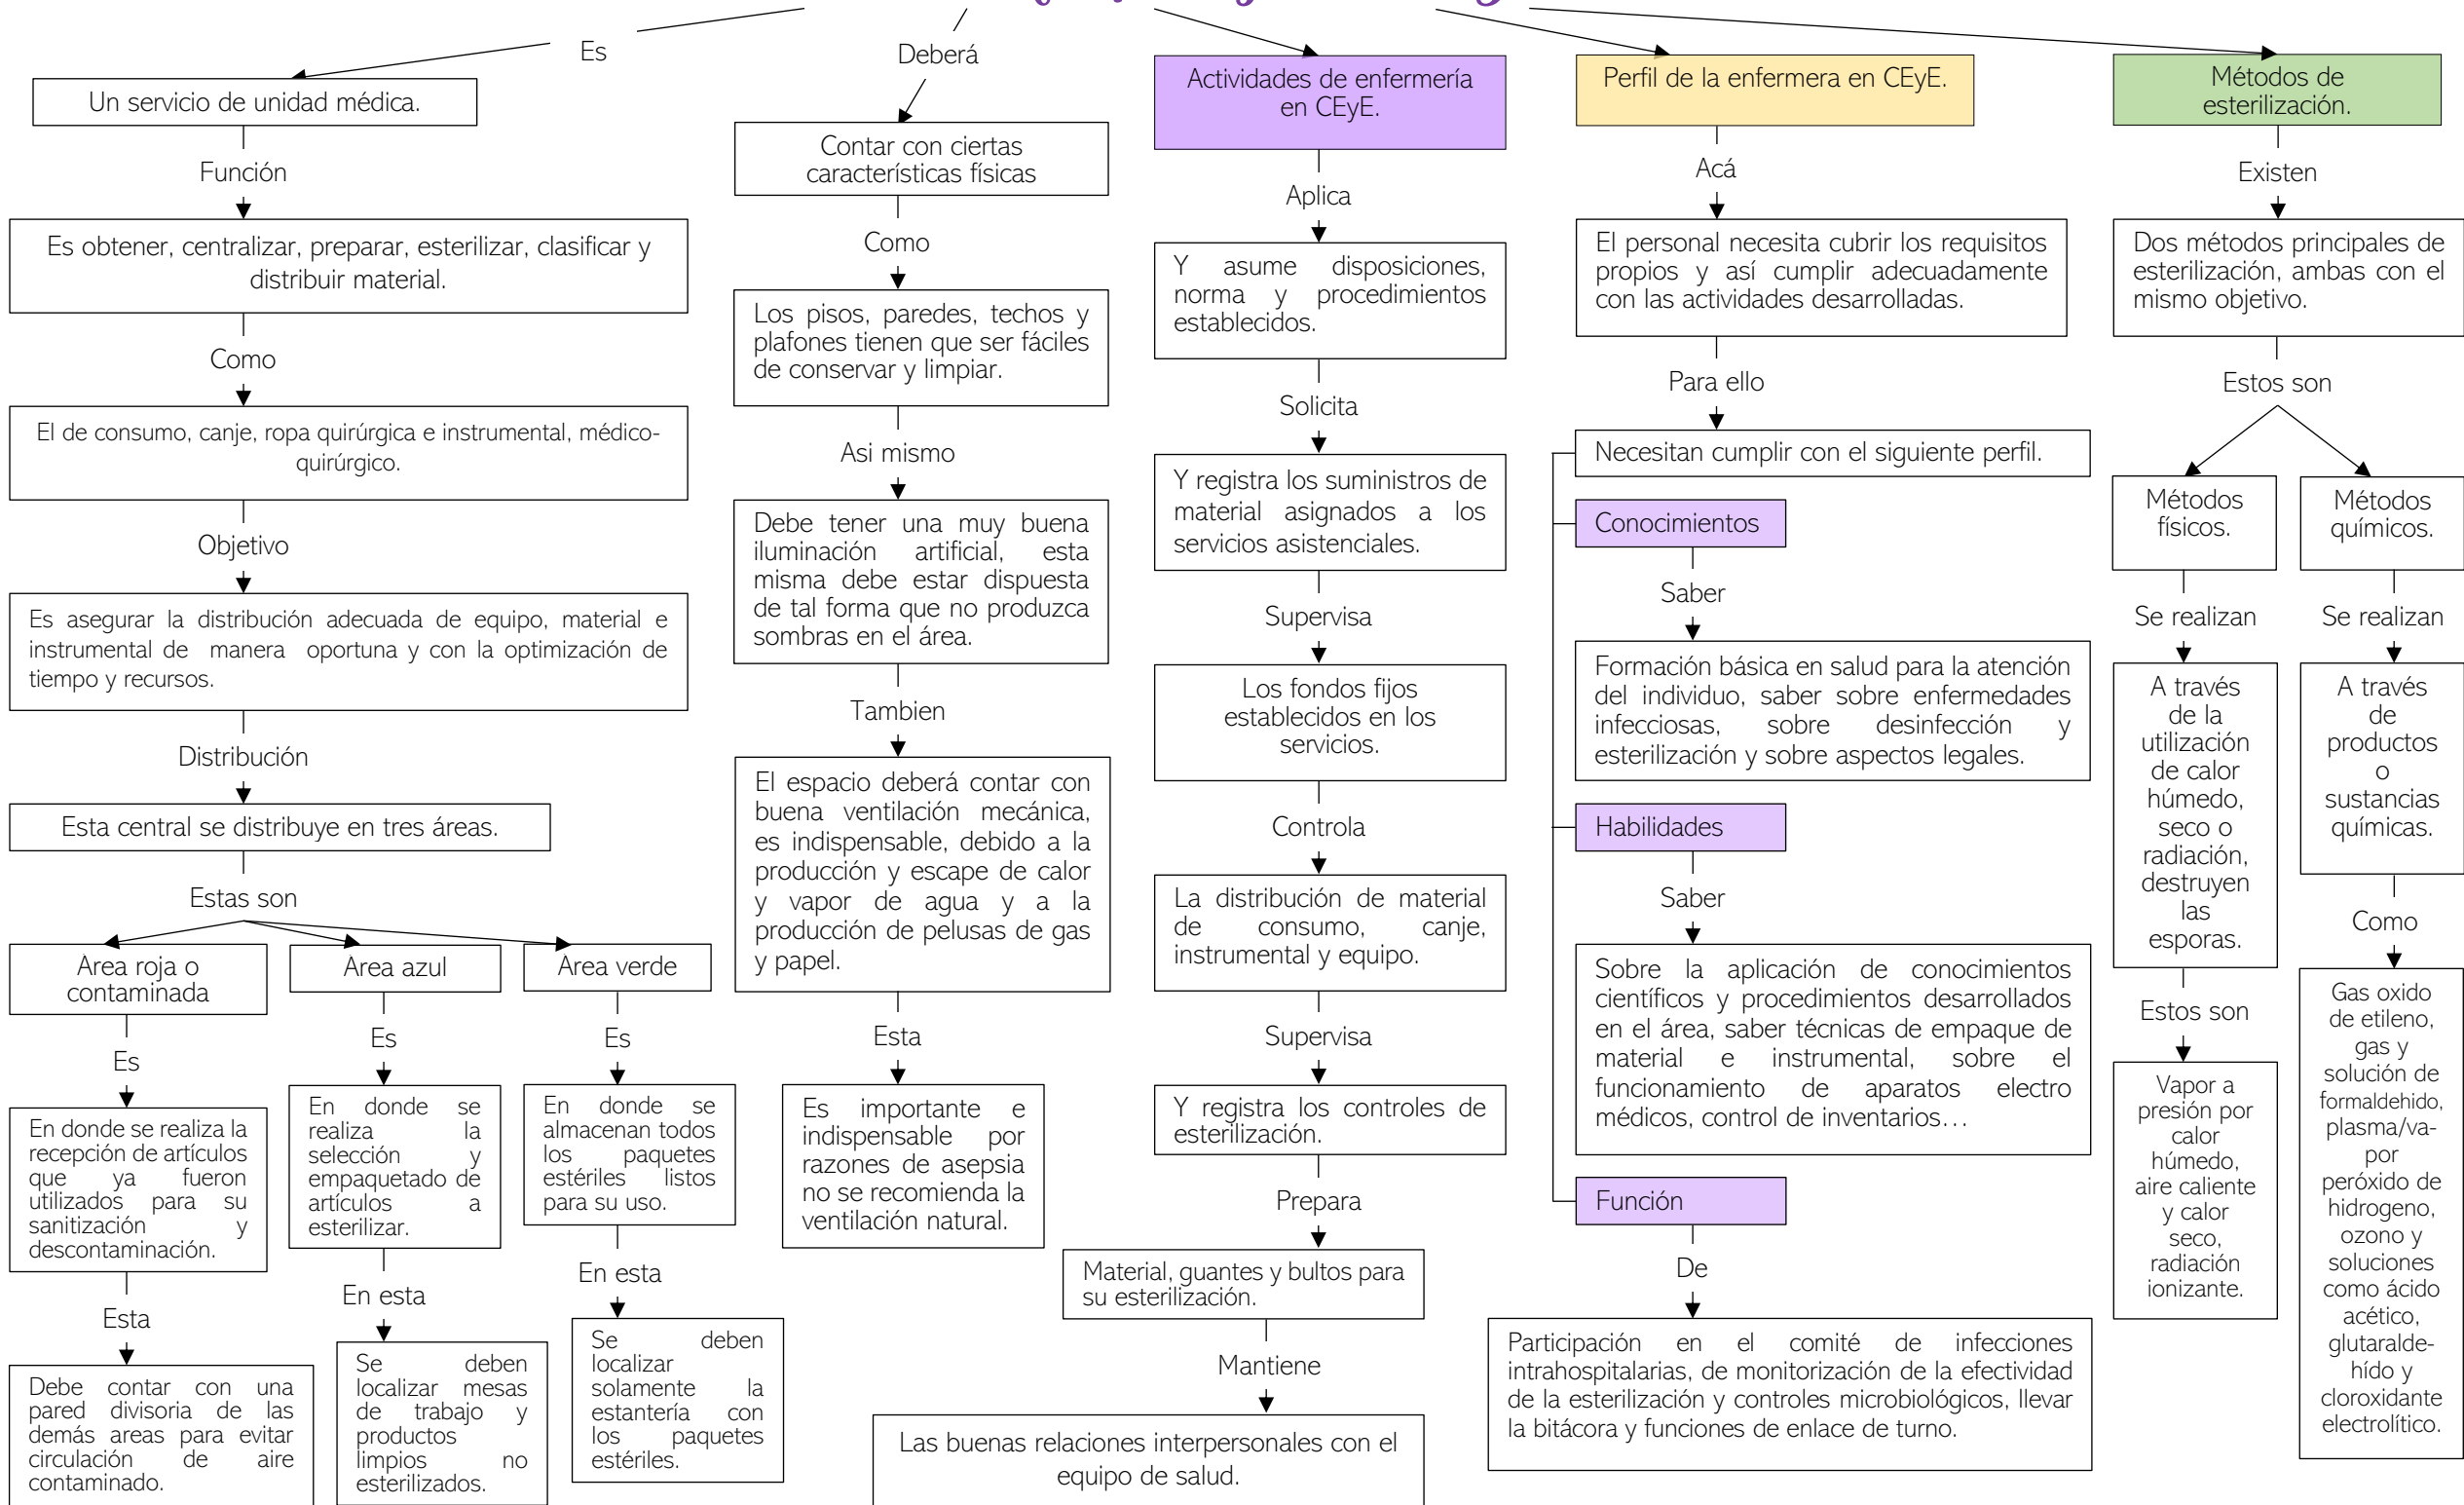 Es
Un servicio de unidad médica.
Función
Es obtener, centralizar, preparar, esterilizar, clasificar y
distribuir material.
Como
El de consumo, canje, ropa quirúrgica e instrumental, médico-
quirúrgico.
Objetivo
Es asegurar la distribución adecuada de equipo, material e
instrumental de manera oportuna y con la optimización de
tiempo y recursos.
Distribución
Esta central se distribuye en tres áreas.
Estas son
Area roja o
contaminada
Es
En donde se realiza la
recepción de artículos
que ya fueron
utilizados para su
sanitización y
descontaminación.
Esta
Debe contar con una
pared divisoria de las
demás areas para evitar
circulación de aire
contaminado.
Area azul
Es
En donde se
realiza la
selección y
empaquetado de
artículos a
esterilizar.
En esta
Se deben
localizar mesas
de trabajo y
productos
limpios no
esterilizados.
Area verde
Es
En donde se
almacenan todos
los paquetes
estériles listos
para su uso.
En esta
Se deben
localizar
solamente la
estantería con
los paquetes
estériles.
Deberá
Contar con ciertas
características físicas
Como
Los pisos, paredes, techos y
plafones tienen que ser fáciles
de conservar y limpiar.
Asi mismo
Debe tener una muy buena
iluminación artificial, esta
misma debe estar dispuesta
de tal forma que no produzca
sombras en el área.
Tambien
El espacio deberá contar con
buena ventilación mecánica,
es indispensable, debido a la
producción y escape de calor
y vapor de agua y a la
producción de pelusas de gas
y papel.
Esta
Es importante e
indispensable por
razones de asepsia
no se recomienda la
ventilación natural.
Actividades de enfermería
en CEyE.
Aplica
Y asume disposiciones,
norma y procedimientos
establecidos.
Solicita
Y registra los suministros de
material asignados a los
servicios asistenciales.
Supervisa
Los fondos fijos
establecidos en los
servicios.
Controla
La distribución de material
de consumo, canje,
instrumental y equipo.
Supervisa
Y registra los controles de
esterilización.
Prepara
Material, guantes y bultos para
su esterilización.
Mantiene
Las buenas relaciones interpersonales con el
equipo de salud.
Perfil de la enfermera en CEyE.
Acá
El personal necesita cubrir los requisitos
propios y así cumplir adecuadamente
con las actividades desarrolladas.
Para ello
Necesitan cumplir con el siguiente perfil.
Conocimientos
Saber
Formación básica en salud para la atención
del individuo, saber sobre enfermedades
infecciosas, sobre desinfección y
esterilización y sobre aspectos legales.
Habilidades
Saber
Sobre la aplicación de conocimientos
científicos y procedimientos desarrollados
en el área, saber técnicas de empaque de
material e instrumental, sobre el
funcionamiento de aparatos electro
médicos, control de inventarios…
Función
De
Participación en el comité de infecciones
intrahospitalarias, de monitorización de la efectividad
de la esterilización y controles microbiológicos, llevar
la bitácora y funciones de enlace de turno.
Métodos de
esterilización.
Existen
Dos métodos principales de
esterilización, ambas con el
mismo objetivo.
Estos son
Métodos
físicos.
Se realizan
A través
de la
utilización
de calor
húmedo,
seco o
radiación,
destruyen
las
esporas.
Estos son
Vapor a
presión por
calor
húmedo,
aire caliente
y calor
seco,
radiación
ionizante.
Métodos
químicos.
Se realizan
A través
de
productos
o
sustancias
químicas.
Como
Gas oxido
de etileno,
gas y
solución de
formaldehido,
plasma/va-
por
peróxido de
hidrogeno,
ozono y
soluciones
como ácido
acético,
glutaralde-
hído y
cloroxidante
electrolítico.